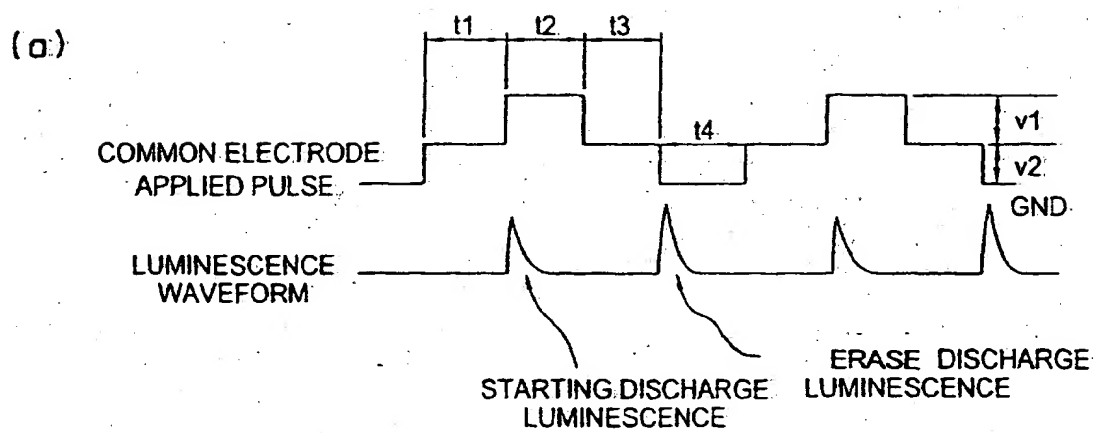 (a)
t1 t2 t3
t4
v1
v2
GND
COMMON ELECTRODE
APPLIED PULSE
LUMINESCENCE
WAVEFORM
STARTING DISCHARGE
LUMINESCENCE
ERASE DISCHARGE
LUMINESCENCE